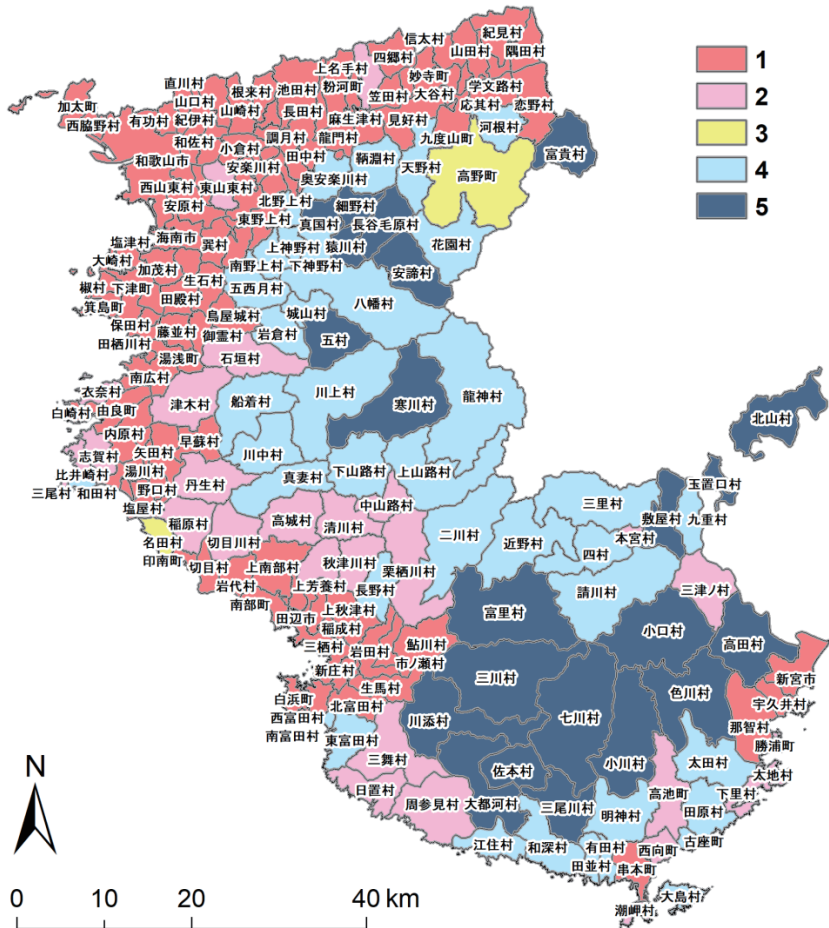 信太村
紀見村
四郷村
山田村
隅田村
上名手村
直川村
根来村
池田村
粉河町
妙寺町
学文路村
加太町
山口村
笠田村
大谷村
応其村
恋野村
西脇野村
有功村
紀伊村
山崎村
長田村
麻生津村
見好村
河根村
和佐村
小倉村
調月村
龍門村
九度山町
富貴村
和歌山市
安楽川村
田中村
鞆淵村
天野村
高野町
西山東村
東山東村
奥安楽川村
安原村
北野上村
細野村
東野上村
真国村
長谷毛原村
塩津村
海南市
巽村
上神野村
猿川村
花園村
大崎村
加茂村
南野上村
下神野村
安諦村
椒村
下津町
生石村
五西月村
八幡村
箕島町
田殿村
保田村
藤並村
鳥屋城村
城山村
田栖川村
御霊村
岩倉村
五村
湯浅町
石垣村
南広村
衣奈村
津木村
船着村
川上村
龍神村
白崎村
由良町
寒川村
北山村
内原村
早蘇村
志賀村
矢田村
川中村
玉置口村
比井崎村
湯川村
丹生村
真妻村
下山路村
上山路村
三尾村
和田村
野口村
塩屋村
中山路村
三里村
敷屋村
九重村
稲原村
高城村
清川村
二川村
近野村
本宮村
名田村
切目川村
四村
印南町
切目村
上南部村
秋津川村
栗栖川村
三津ノ村
岩代村
上芳養村
長野村
請川村
南部町
上秋津村
富里村
田辺市
稲成村
小口村
高田村
三栖村
岩田村
鮎川村
新庄村
市ノ瀬村
三川村
新宮市
白浜町
生馬村
色川村
宇久井村
北富田村
西富田村
川添村
七川村
那智村
南富田村
東富田村
勝浦町
三舞村
佐本村
小川村
太田村
太地村
日置村
周参見村
大都河村
三尾川村
高池町
下里村
明神村
田原村
江住村
和深村
有田村
西向町
古座町
田並村
串本町
大島村
潮岬村
1
2
3
4
5
N
0 10 20 40 km